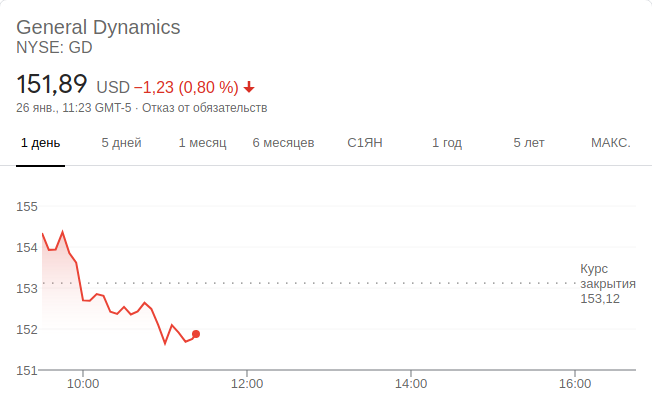 General Dynamics
NYSE: GD
151,89 USD −1,23 (0,80 %)
26 янв., 11:23 GMT-5 · Отказ от обязательств
1 день 5 дней 1 месяц 6 месяцев С1ЯН 1 год 5 лет МАКС.
155
154
153
152
151
Курс
закрытия
153,12
10:00 12:00 14:00 16:00